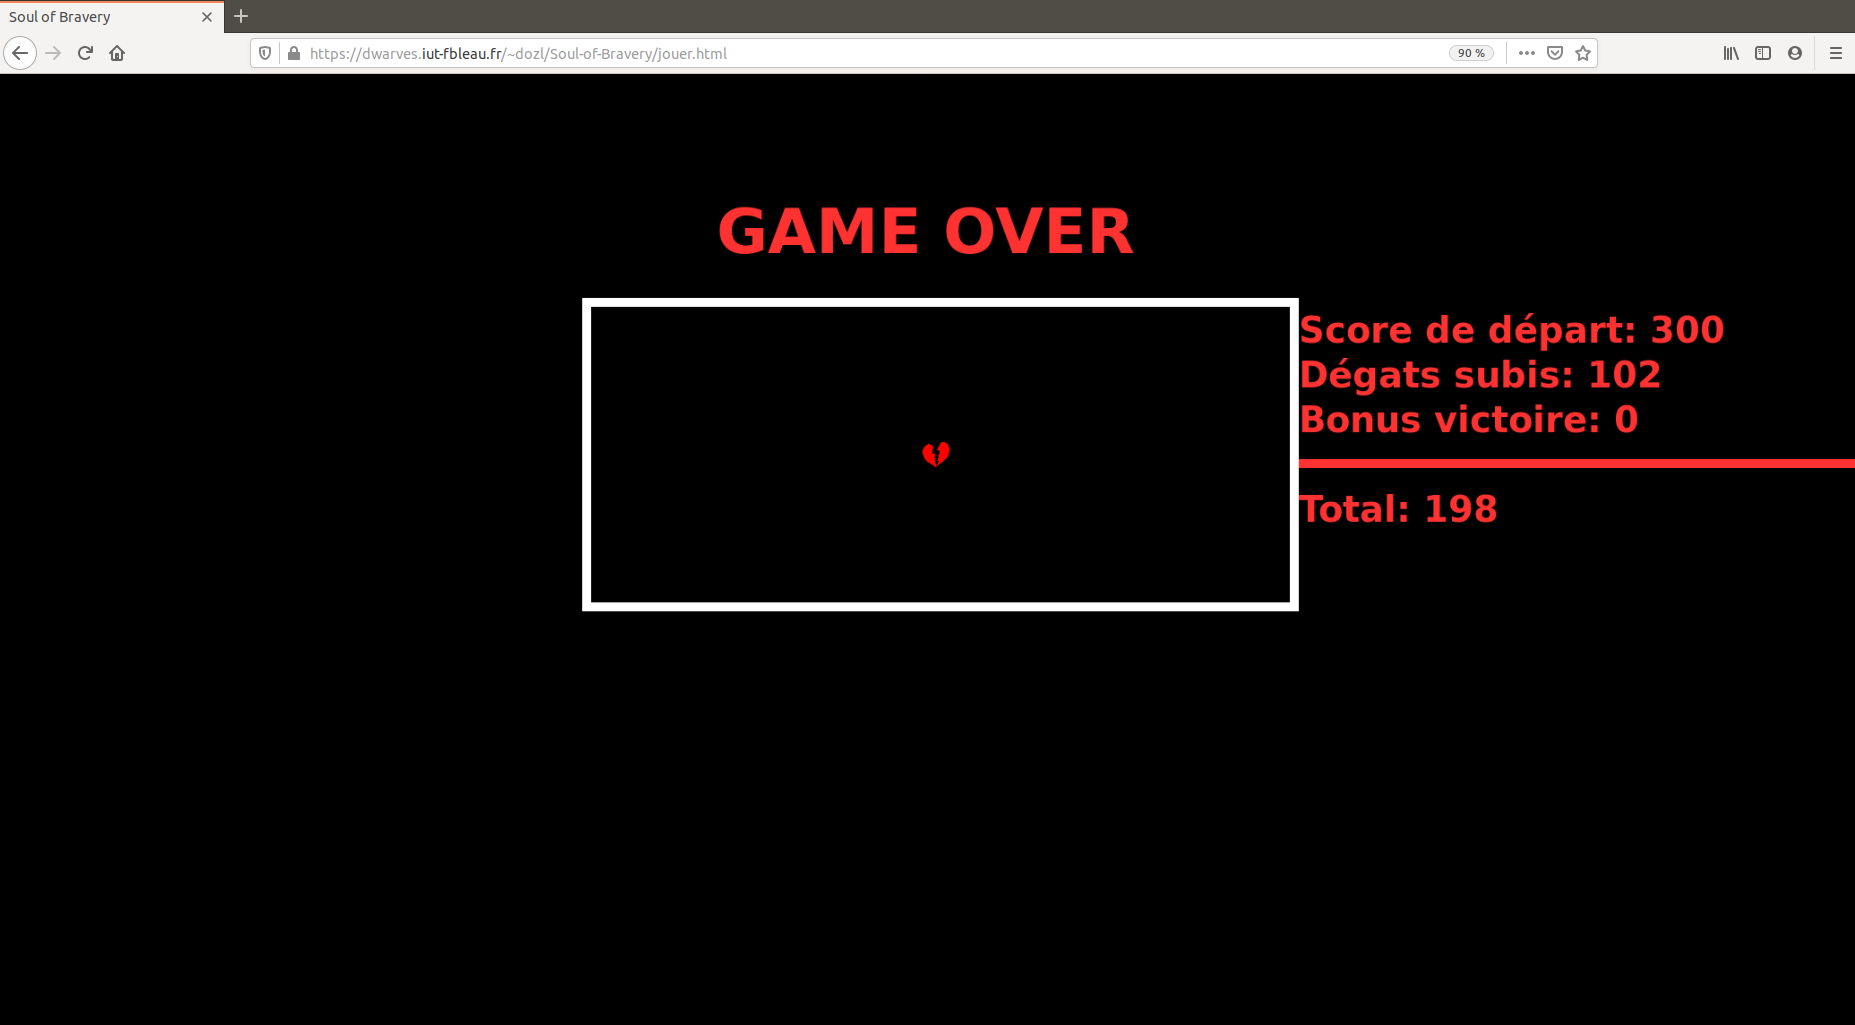 Soul of Bravery
https://dwarves.iut-fbleau.fr/~dozl/Soul-of-Bravery/jouer.html
90 %
GAME OVER
Score de départ: 300
Dégats subis: 102
Bonus victoire: 0
Total: 198